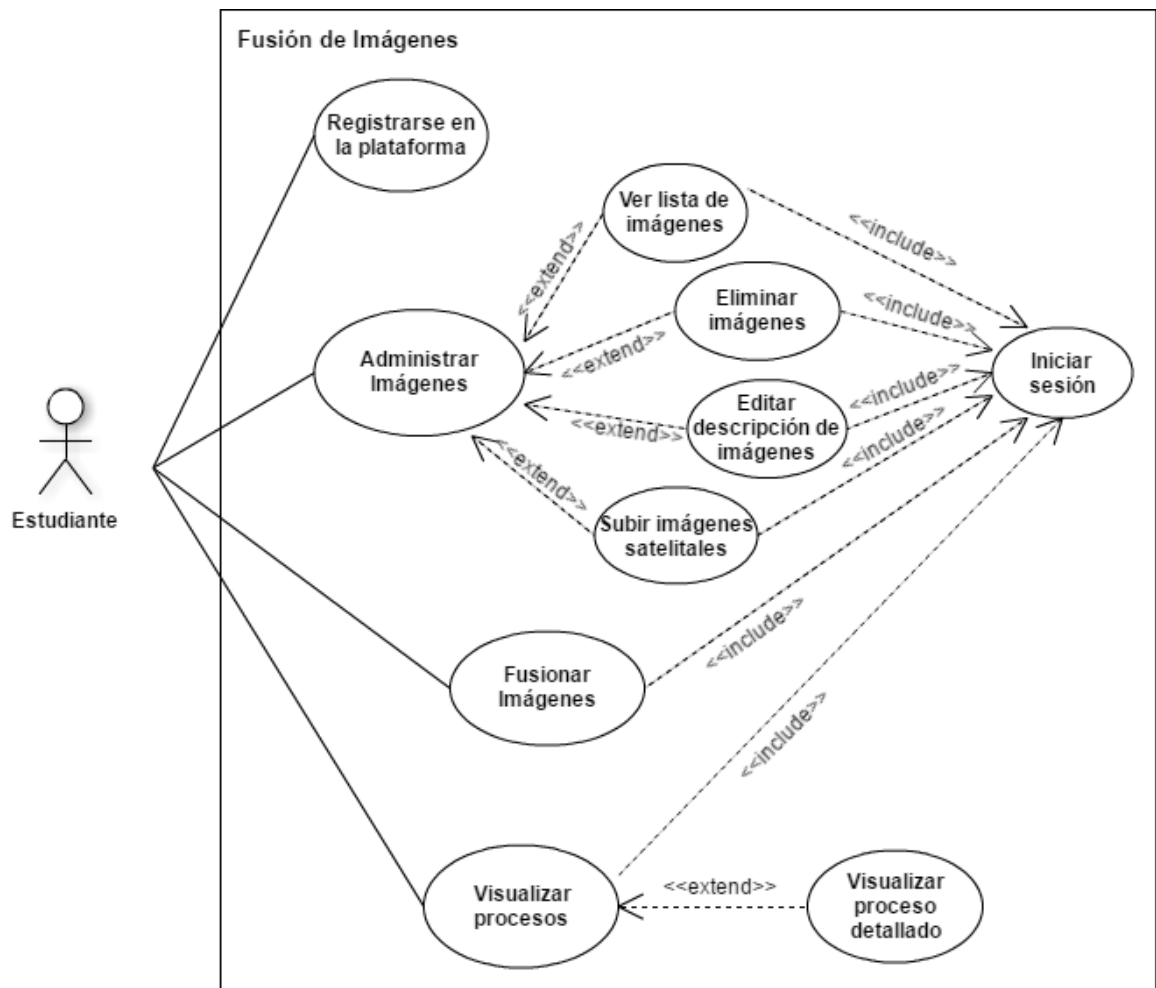 Fusión de Imágenes
Registrarse en
la plataforma
Ver lista de
imágenes
<<include>>
<<extend>>
Eliminar
imágenes
<<include>>
<<extend>>
Administrar
Imágenes
Iniciar
sesión
Editar
descripción de
imágenes
<<include>>
<<extend>>
<<include>>
<<extend>>
Subir imágenes
satelitales
Estudiante
<<include>>
Fusionar
Imágenes
<<include>>
Visualizar
procesos
<<extend>>
Visualizar
proceso
detallado